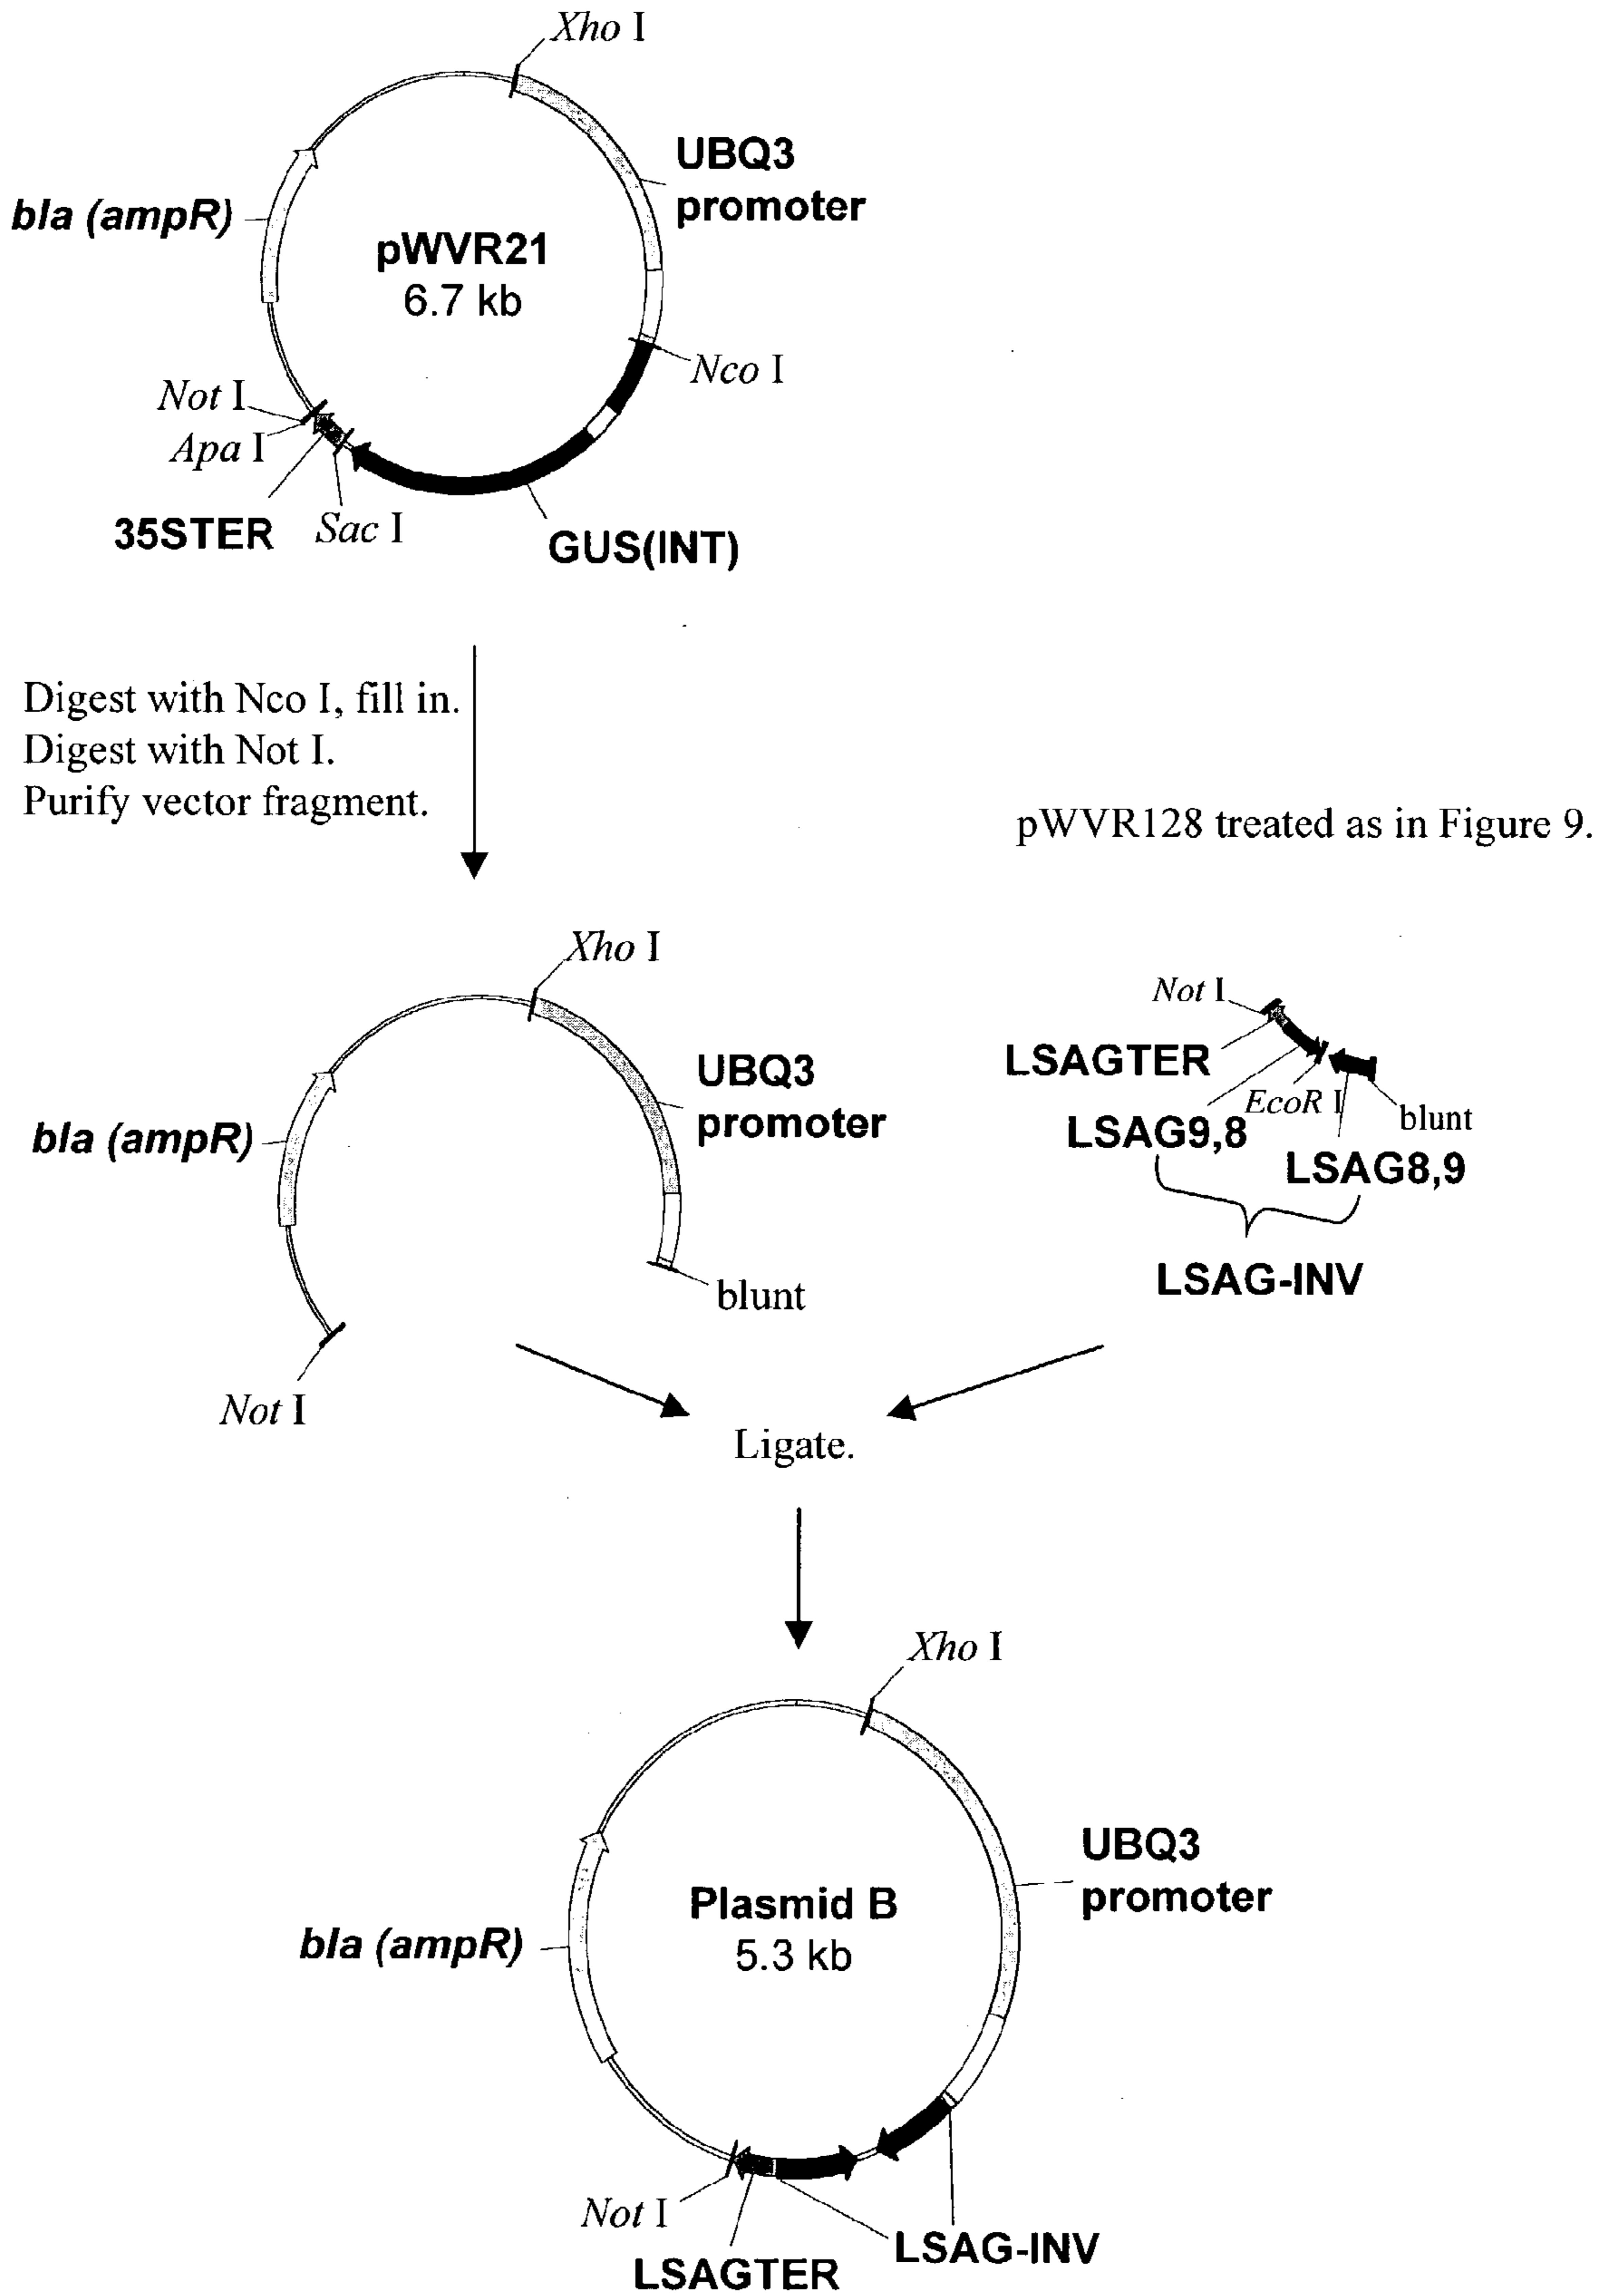 Xho I
UBQ3
promoter
bla (ampR)
pWVR21
6.7 kb
Nco I
Not I
Apa I
35STER
Sac I
GUS(INT)
Digest with Nco I, fill in.
Digest with Not I.
Purify vector fragment.
pWVR128 treated as in Figure 9.
Xho I
UBQ3
promoter
bla (ampR)
blunt
Not I
Not I
LSAGTER
EcoR I
blunt
LSAG9,8
LSAG8,9
LSAG-INV
Ligate.
Xho I
UBQ3
promoter
Plasmid B
5.3 kb
bla (ampR)
Not I
LSAG-INV
LSAGTER